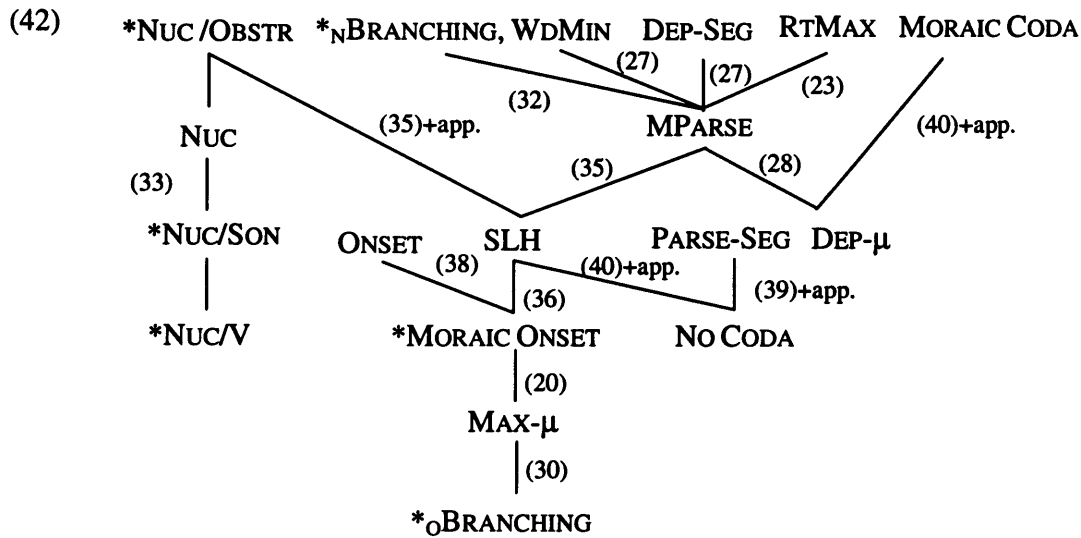 (42) *NUC/OBSTR *NBRANCHING, WDMIN DEP-SEG RTMAX MORAIC CODA
(27) (27) (23)
(32)
MPARSE
(35)+app. (40)+app.
NUC
(35) (28)
(33)
*NUC/SON ONSET SLH PARSE-SEG DEP-μ
(38) (40)+app.
(36) (39)+app.
*NUC/V *MORAIC ONSET NO CODA
(20)
MAX-μ
(30)
*OBRANCHING